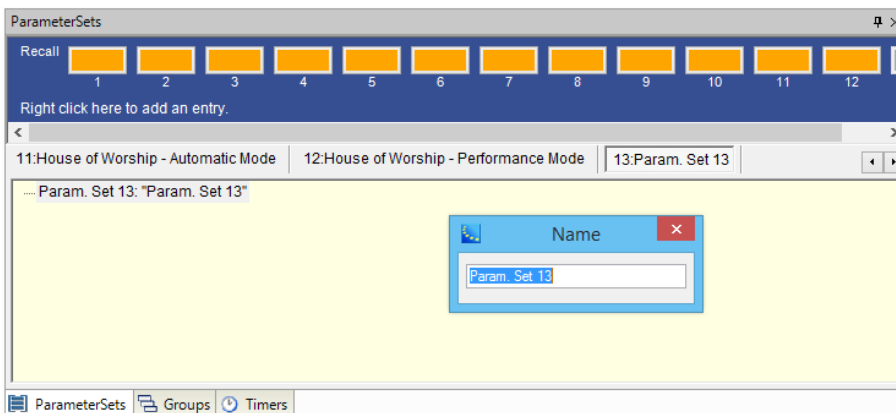 ParameterSets
Recall
1 2 3 4 5 6 7 8 9 10 11 12
Right click here to add an entry.
11:House of Worship - Automatic Mode 12:House of Worship - Performance Mode 13:Param. Set 13
Param. Set 13: "Param. Set 13"
Name
Param. Set 13
ParameterSets Groups Timers